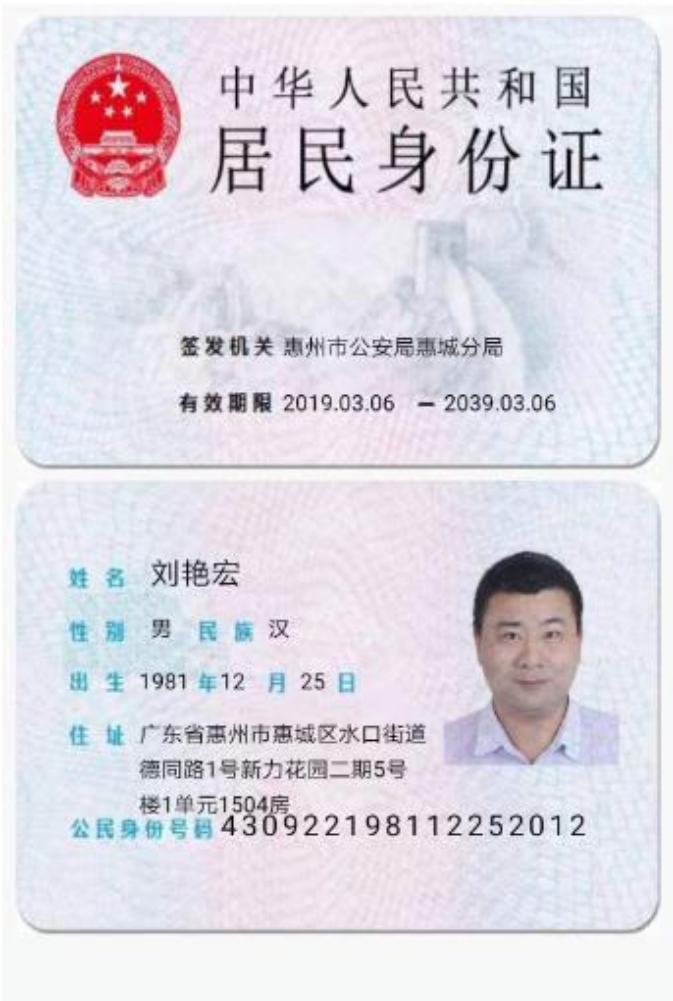 中华人民共和国
居民身份证
签发机关 惠州市公安局惠城分局
有效期限 2019.03.06 - 2039.03.06
姓名 刘艳宏
性别 男 民族 汉
出生 1981 年 12 月 25 日
住址 广东省惠州市惠城区水口街道
德同路1号新力花园二期5号
楼1单元1504房
公民身份号码 430922198112252012